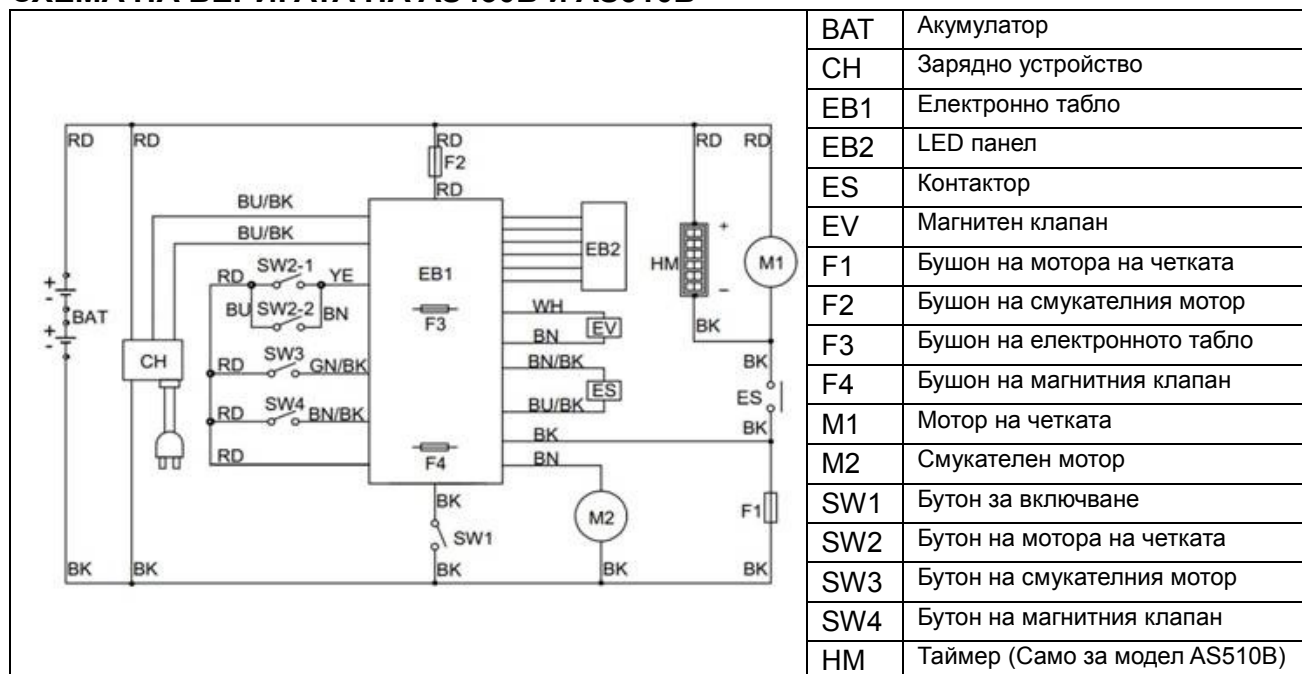 СХЕМА НА ВЕРИГАТА НА и AS510B
RD RD RD RD RD
F2
RD
BU/BK
BU/BK
EB2
HM + M1
RD SW2-1 YE EB1
BU SW2-2 BN F3
−
+
-
BAT
+
-
WH
EV
BN
BK
CH
RD SW3 GN/BK
BN/BK
BK
ES
ES
BU/BK
RD SW4 BN/BK
BK
BK
RD F4 BN
BK
M2
F1
SW1
BK BK BK BK BK
BAT Акумулатор
CH Зарядно устройство
EB1 Електронно табло
EB2 LED панел
ES Контактор
EV Магнитен клапан
F1 Бушон на мотора на четката
F2 Бушон на смукателния мотор
F3 Бушон на електронното табло
F4 Бушон на магнитния клапан
M1 Мотор на четката
M2 Смукателен мотор
SW1 Бутон за включване
SW2 Бутон на мотора на четката
SW3 Бутон на смукателния мотор
SW4 Бутон на магнитния клапан
HM Таймер (Само за модел AS510B)